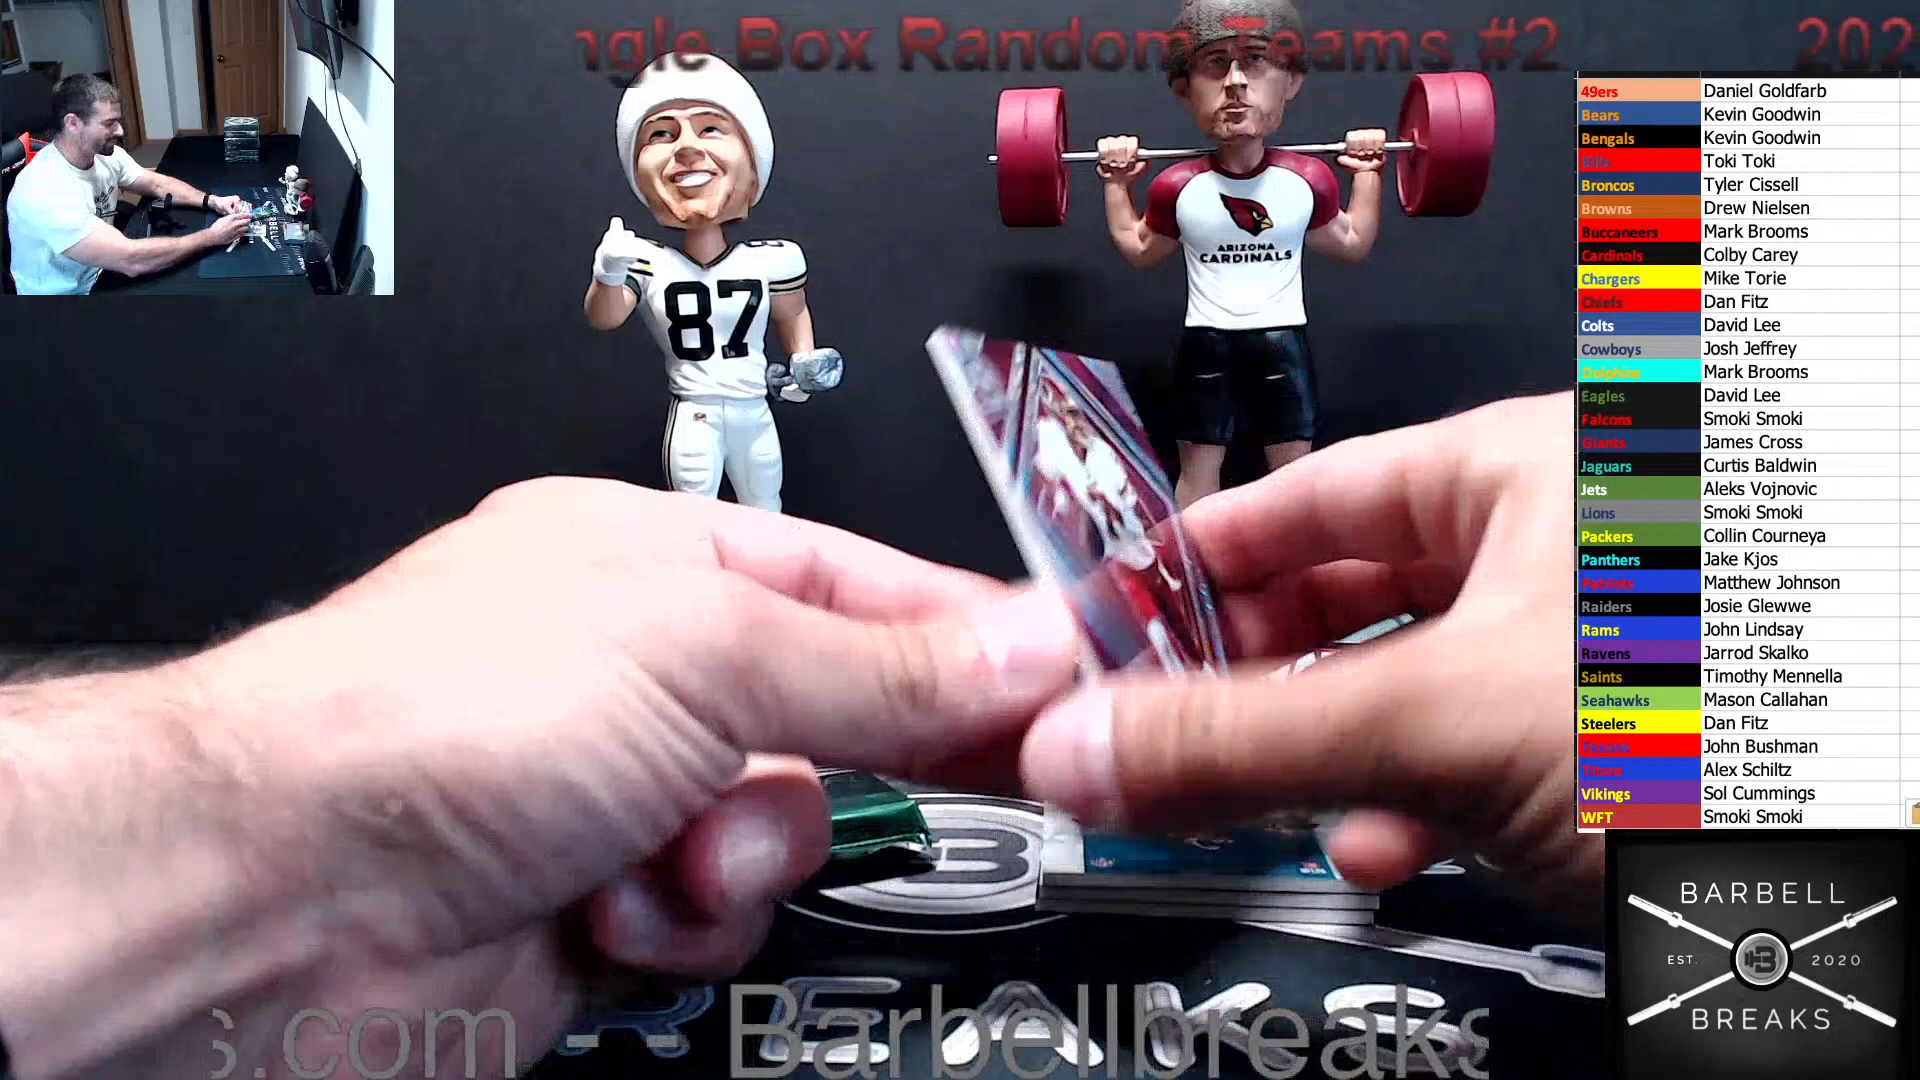 ngle Box Random Teams #2 202
49ers Daniel Goldfarb
Bears Kevin Goodwin
Bengals Kevin Goodwin
Bills Toki Toki
Broncos Tyler Cissell
Browns Drew Nielsen
Buccaneers Mark Brooms
Cardinals Colby Carey
Chargers Mike Torie
Chiefs Dan Fitz
Colts David Lee
Cowboys Josh Jeffrey
Dolphins Mark Brooms
Eagles David Lee
Falcons Smoki Smoki
Giants James Cross
Jaguars Curtis Baldwin
Jets Aleks Vojnovic
Lions Smoki Smoki
Packers Collin Courneya
Panthers Jake Kjos
Patriots Matthew Johnson
Raiders Josie Glewwe
Rams John Lindsay
Ravens Jarrod Skalko
Saints Timothy Mennella
Seahawks Mason Callahan
Steelers Dan Fitz
Texans John Bushman
Titans Alex Schiltz
Vikings Sol Cummings
WFT Smoki Smoki
ARIZONA
CARDINALS
87
BREAKS
s.com - - Barbellbreaks
BARBELL
EST. B 2020
BREAKS